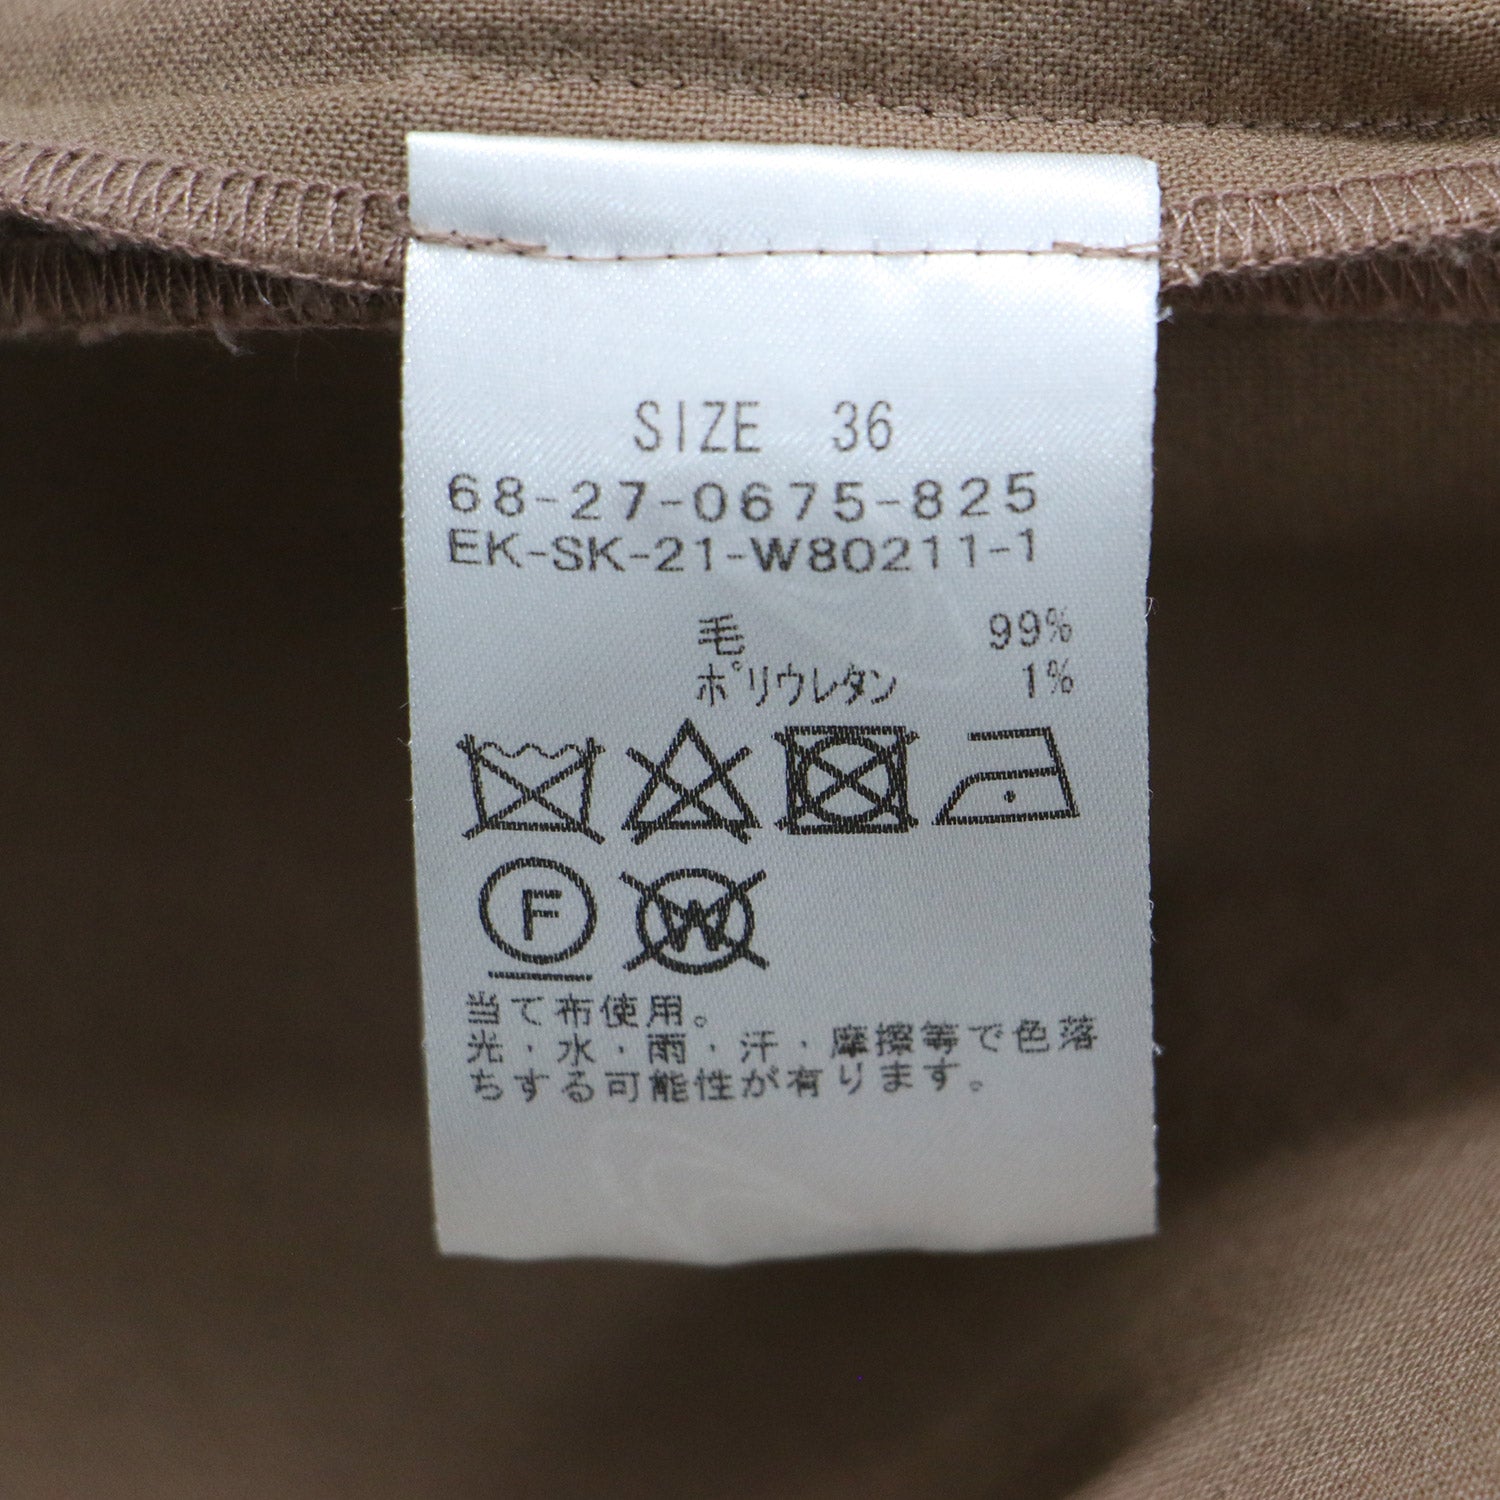 SIZE 36
68-27-0675-825
EK-SK-21-W80211-1
毛 99%
ポリウレタン 1%
F W
当て布使用。
光・水・雨・汗・摩擦等で色落
ちする可能性が有ります。